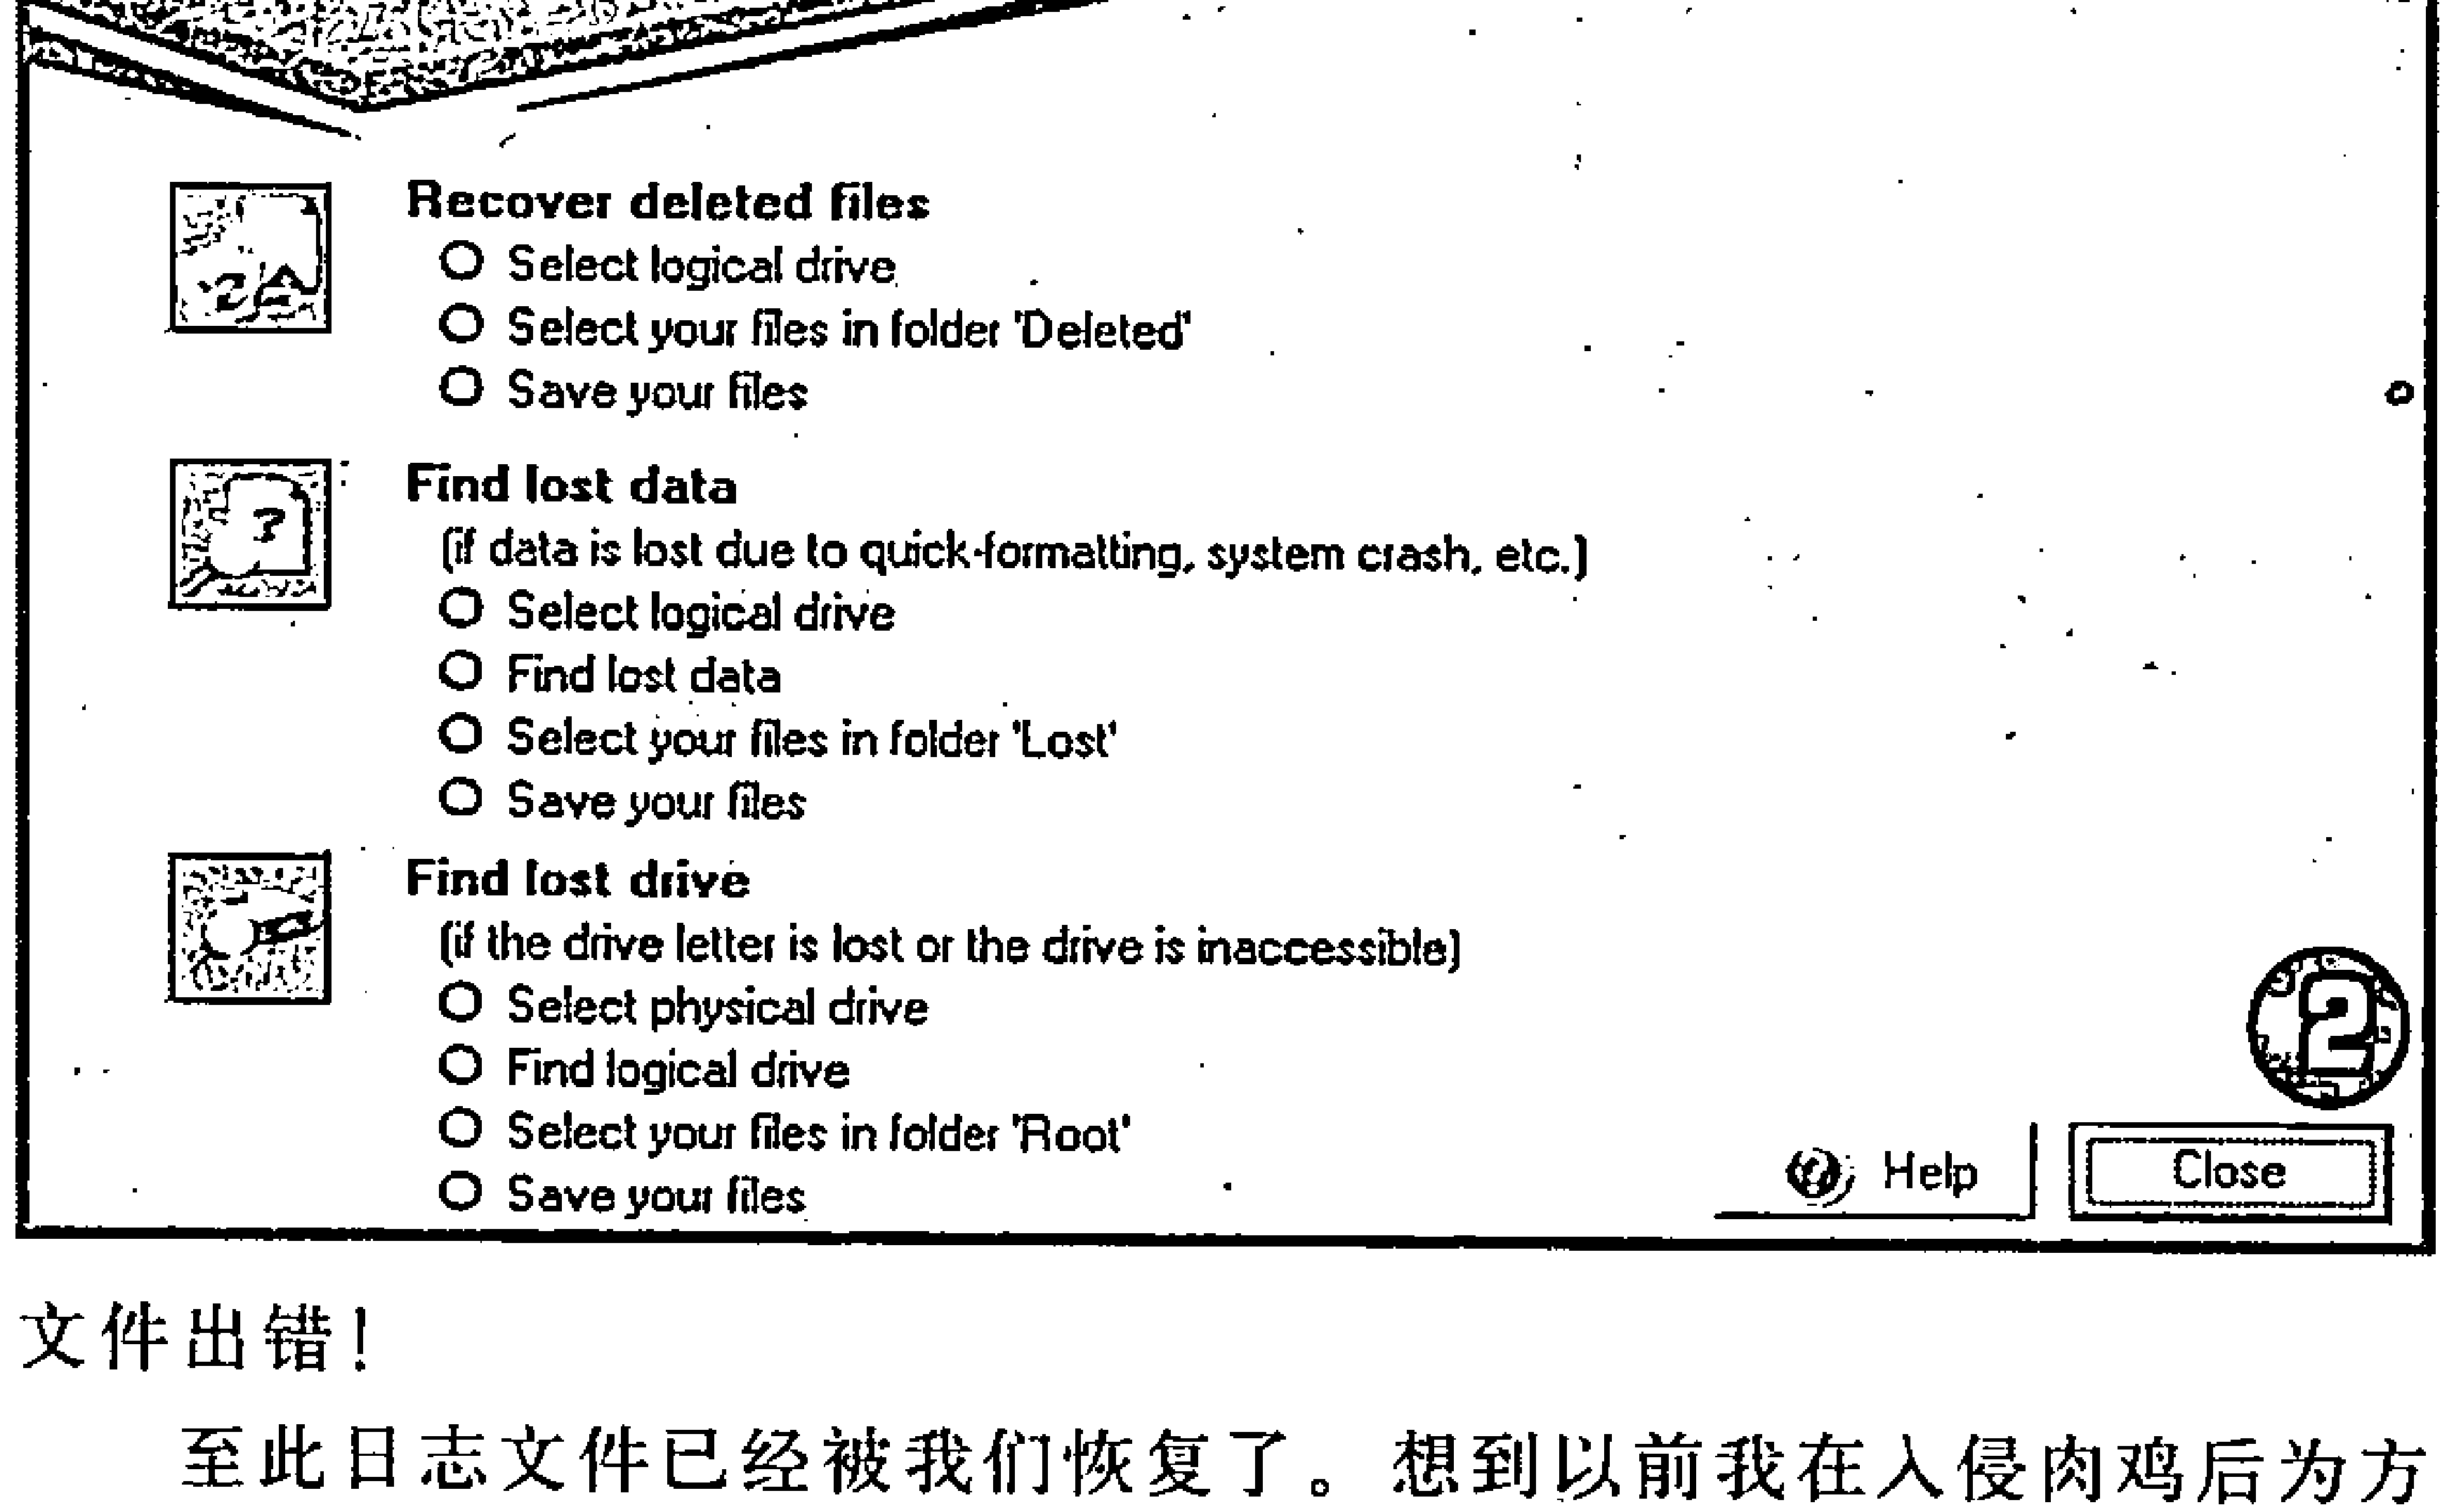 Recover deleted files
Select logical drive
Select your files in folder 'Deleted'
Save your files
Find lost data
(if data is lost due to quick-formatting, system crash, etc.)
Select logical drive
Find lost data
Select your files in folder 'Lost'
Save your files
Find lost drive
(if the drive letter is lost or the drive is inaccessible)
Select physical drive
Find logical drive
Select your files in folder 'Root'
Save your files
2
Help
Close
文件出错！
至此日志文件已经被我们恢复了。想到以前我在入侵肉鸡后为方